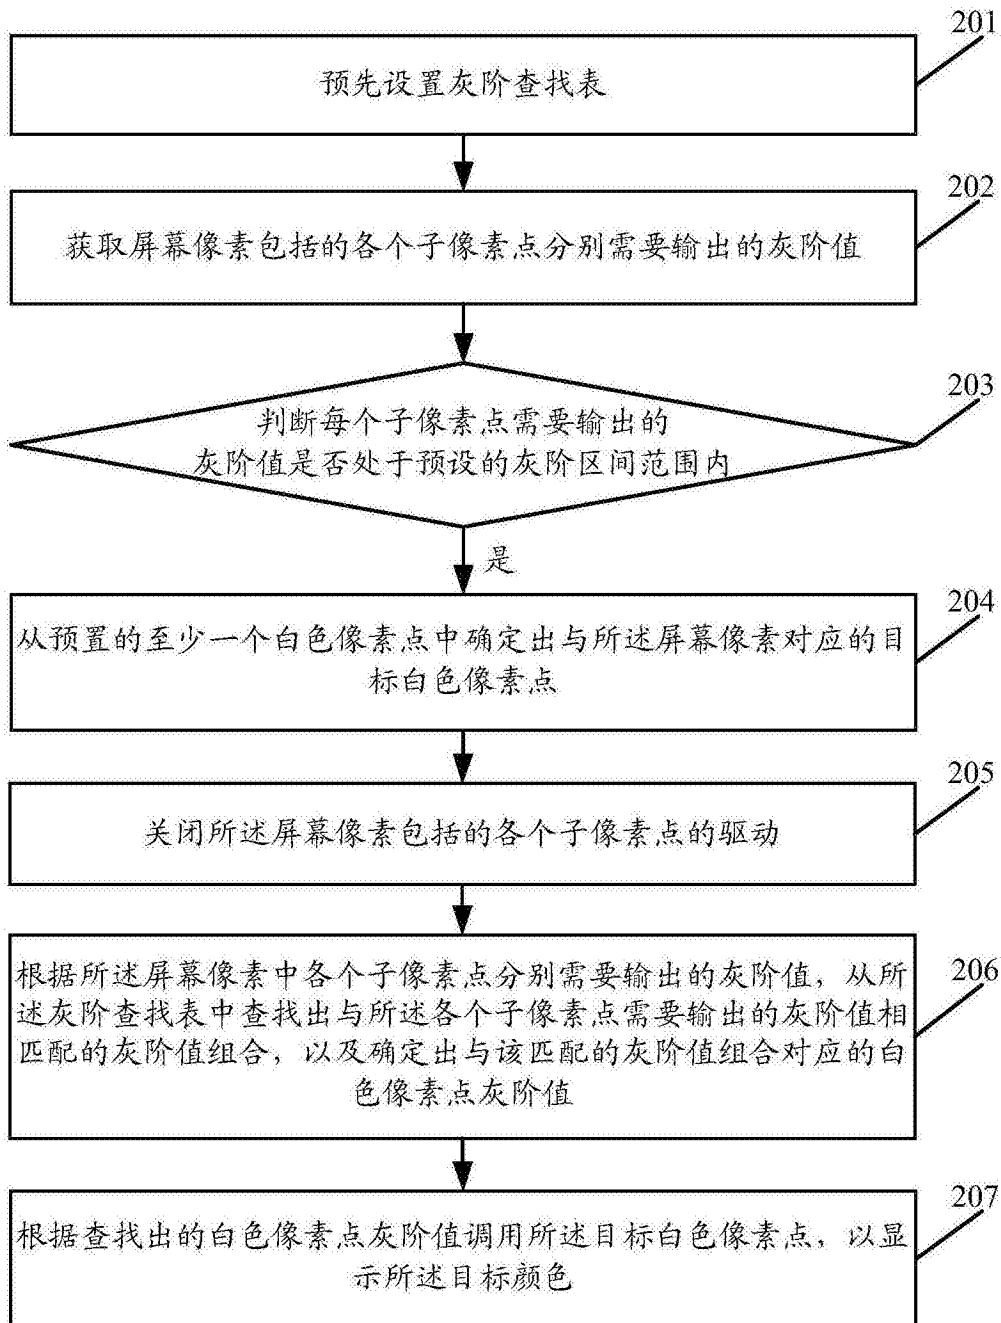 201
预先设置灰阶查找表
202
获取屏幕像素包括的各个子像素点分别需要输出的灰阶值
203
判断每个子像素点需要输出的
灰阶值是否处于预设的灰阶区间范围内
是
204
从预置的至少一个白色像素点中确定出与所述屏幕像素对应的目
标白色像素点
205
关闭所述屏幕像素包括的各个子像素点的驱动
206
根据所述屏幕像素中各个子像素点分别需要输出的灰阶值，从所
述灰阶查找表中查找出与所述各个子像素点需要输出的灰阶值相
匹配的灰阶值组合，以及确定出与该匹配的灰阶值组合对应的白
色像素点灰阶值
207
根据查找出的白色像素点灰阶值调用所述目标白色像素点，以显
示所述目标颜色